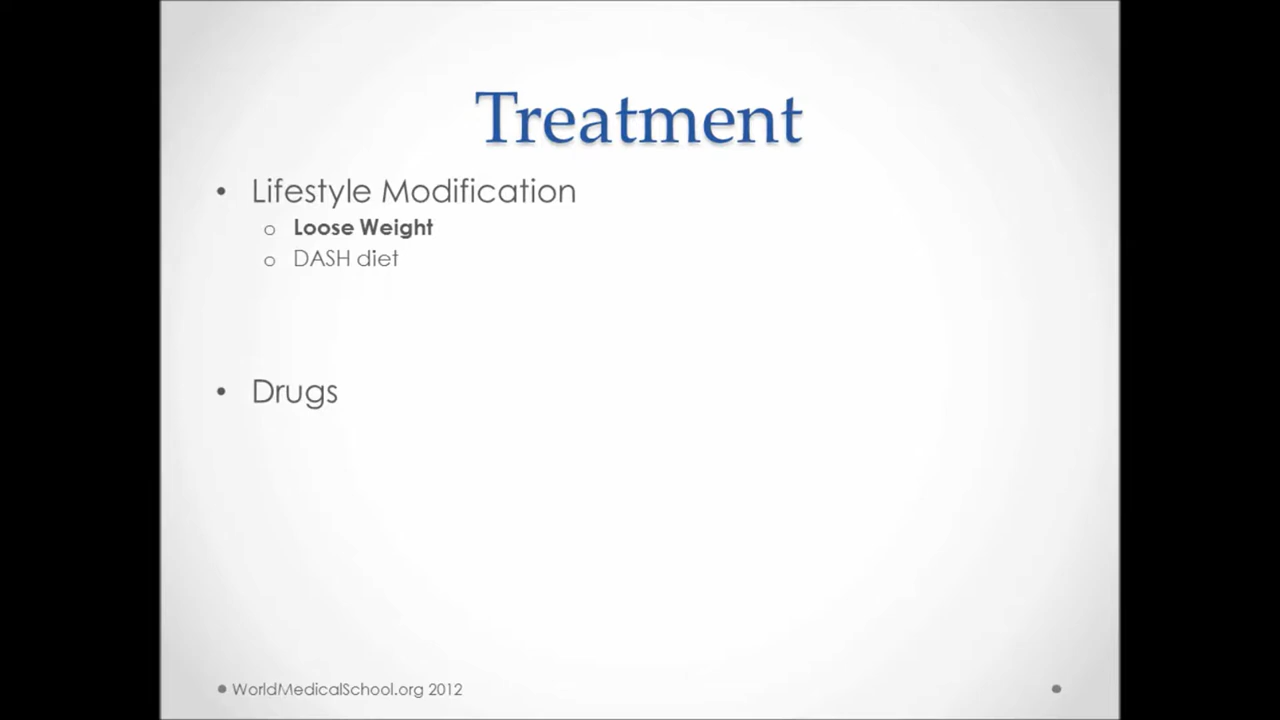 Treatment
• Lifestyle Modification
o Loose Weight
o DASH diet
• Drugs
WorldMedicalSchool.org 2012